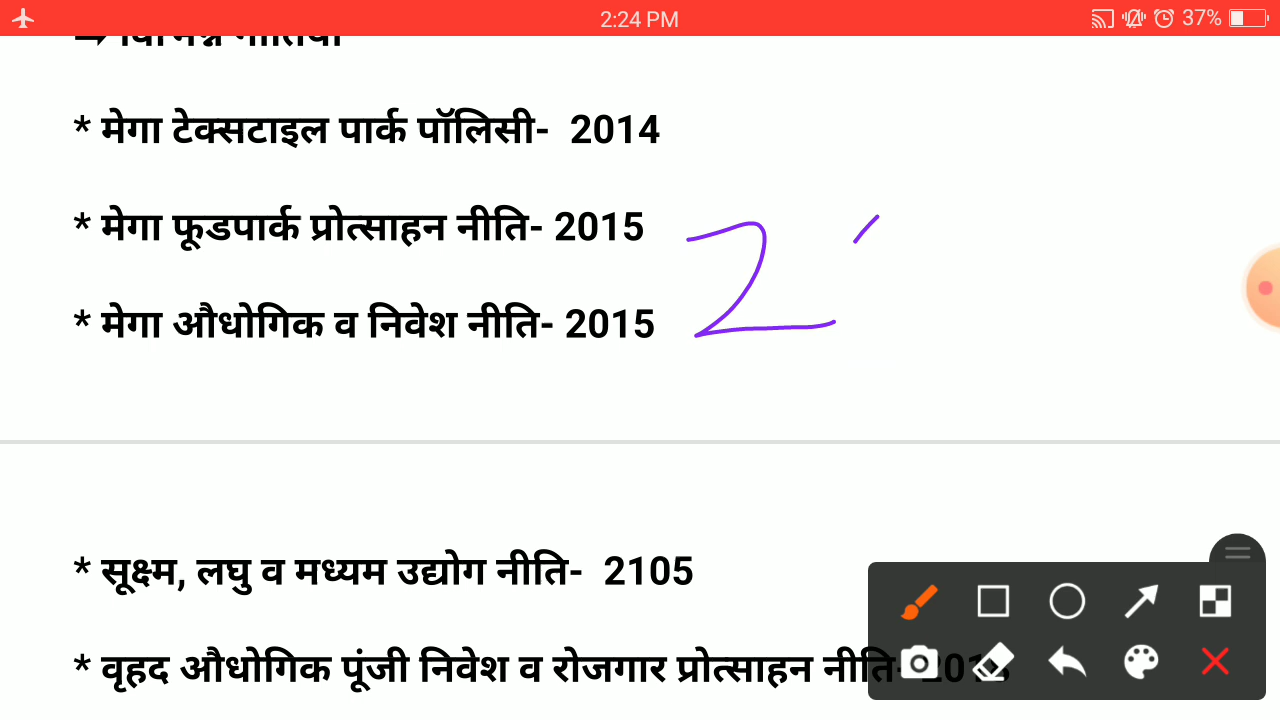 2:24 PM 37%
* मेगा टेक्सटाइल पार्क पॉलिसी- 2014
* मेगा फूडपार्क प्रोत्साहन नीति- 2015
* मेगा औधोगिक व निवेश नीति- 2015
2
* सूक्ष्म, लघु व मध्यम उद्योग नीति- 2105
* वृहद औधोगिक पूंजी निवेश व रोजगार प्रोत्साहन नीति-